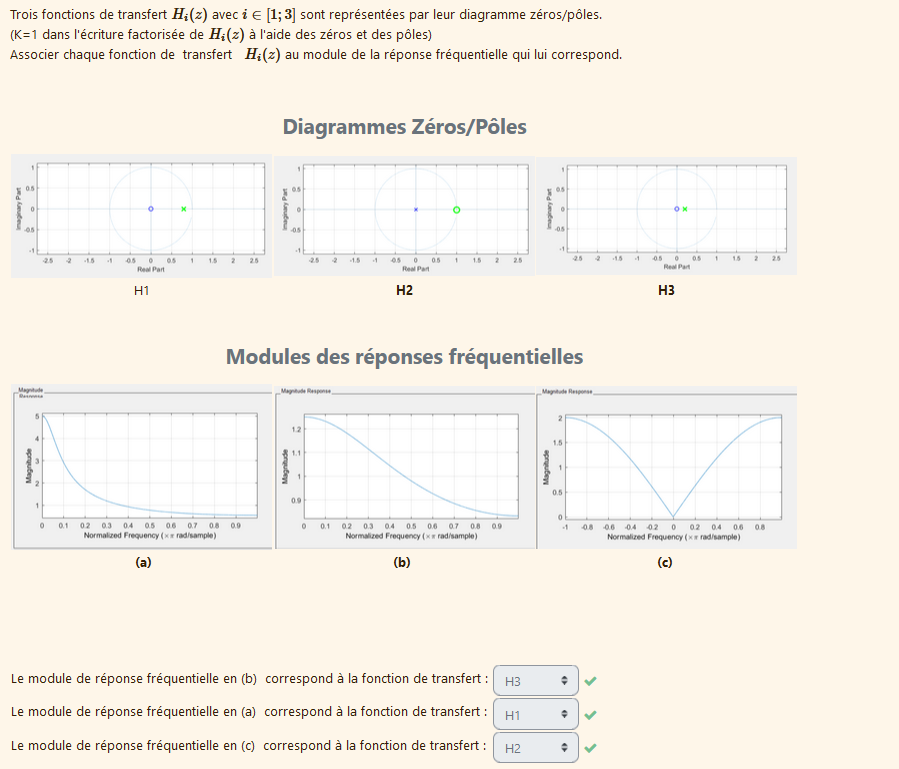 Trois fonctions de transfert H_i(z) avec i ∈ [1; 3] sont représentées par leur diagramme zéros/pôles.
(K=1 dans l'écriture factorisée de H_i(z) à l'aide des zéros et des pôles)
Associer chaque fonction de transfert H_i(z) au module de la réponse fréquentielle qui lui correspond.
Diagrammes Zéros/Pôles
1
0.5
0
-0.5
-1
Imaginary Part
-2.5 -2 -1.5 -1 -0.5 0 0.5 1 1.5 2 2.5
Real Part
H1
1
0.5
0
-0.5
-1
Imaginary Part
-2.5 -2 -1.5 -1 -0.5 0 0.5 1 1.5 2 2.5
Real Part
H2
1
0.5
0
-0.5
-1
Imaginary Part
-2.5 -2 -1.5 -1 -0.5 0 0.5 1 1.5 2 2.5
Real Part
H3
Modules des réponses fréquentielles
Magnitude
Response
5
4
3
2
1
Magnitude
0 0.1 0.2 0.3 0.4 0.5 0.6 0.7 0.8 0.9
Normalized Frequency (×π rad/sample)
(a)
Magnitude Response
1.2
1.1
1
0.9
Magnitude
0 0.1 0.2 0.3 0.4 0.5 0.6 0.7 0.8 0.9
Normalized Frequency (×π rad/sample)
(b)
Magnitude Response
2
1.5
1
0.5
0
Magnitude
-1 -0.8 -0.6 -0.4 -0.2 0 0.2 0.4 0.6 0.8
Normalized Frequency (×π rad/sample)
(c)
Le module de réponse fréquentielle en (b) correspond à la fonction de transfert : H3
Le module de réponse fréquentielle en (a) correspond à la fonction de transfert : H1
Le module de réponse fréquentielle en (c) correspond à la fonction de transfert : H2